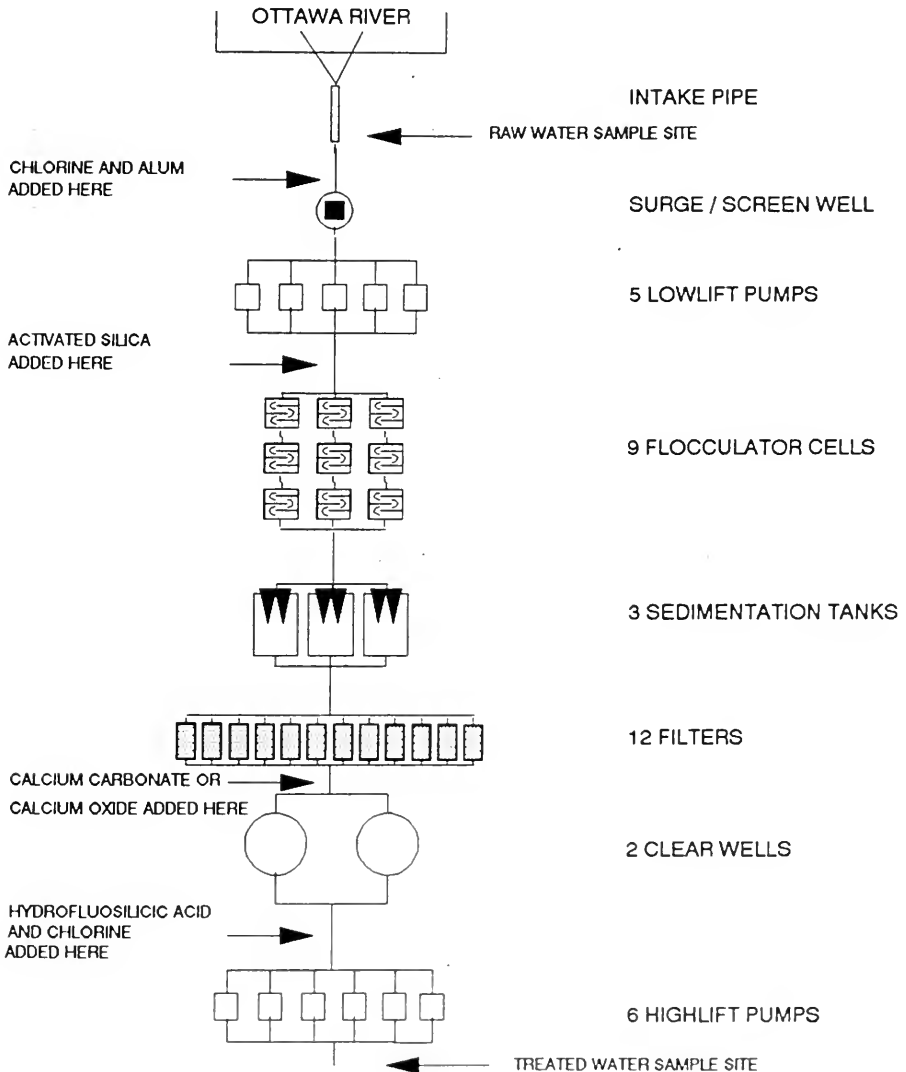 OTTAWA RIVER
INTAKE PIPE
RAW WATER SAMPLE SITE
CHLORINE AND ALUM
ADDED HERE
SURGE / SCREEN WELL
5 LOWLIFT PUMPS
ACTIVATED SILICA
ADDED HERE
9 FLOCCULATOR CELLS
3 SEDIMENTATION TANKS
12 FILTERS
CALCIUM CARBONATE OR
CALCIUM OXIDE ADDED HERE
2 CLEAR WELLS
HYDROFLUOSILICIC ACID
AND CHLORINE
ADDED HERE
6 HIGHLIFT PUMPS
TREATED WATER SAMPLE SITE